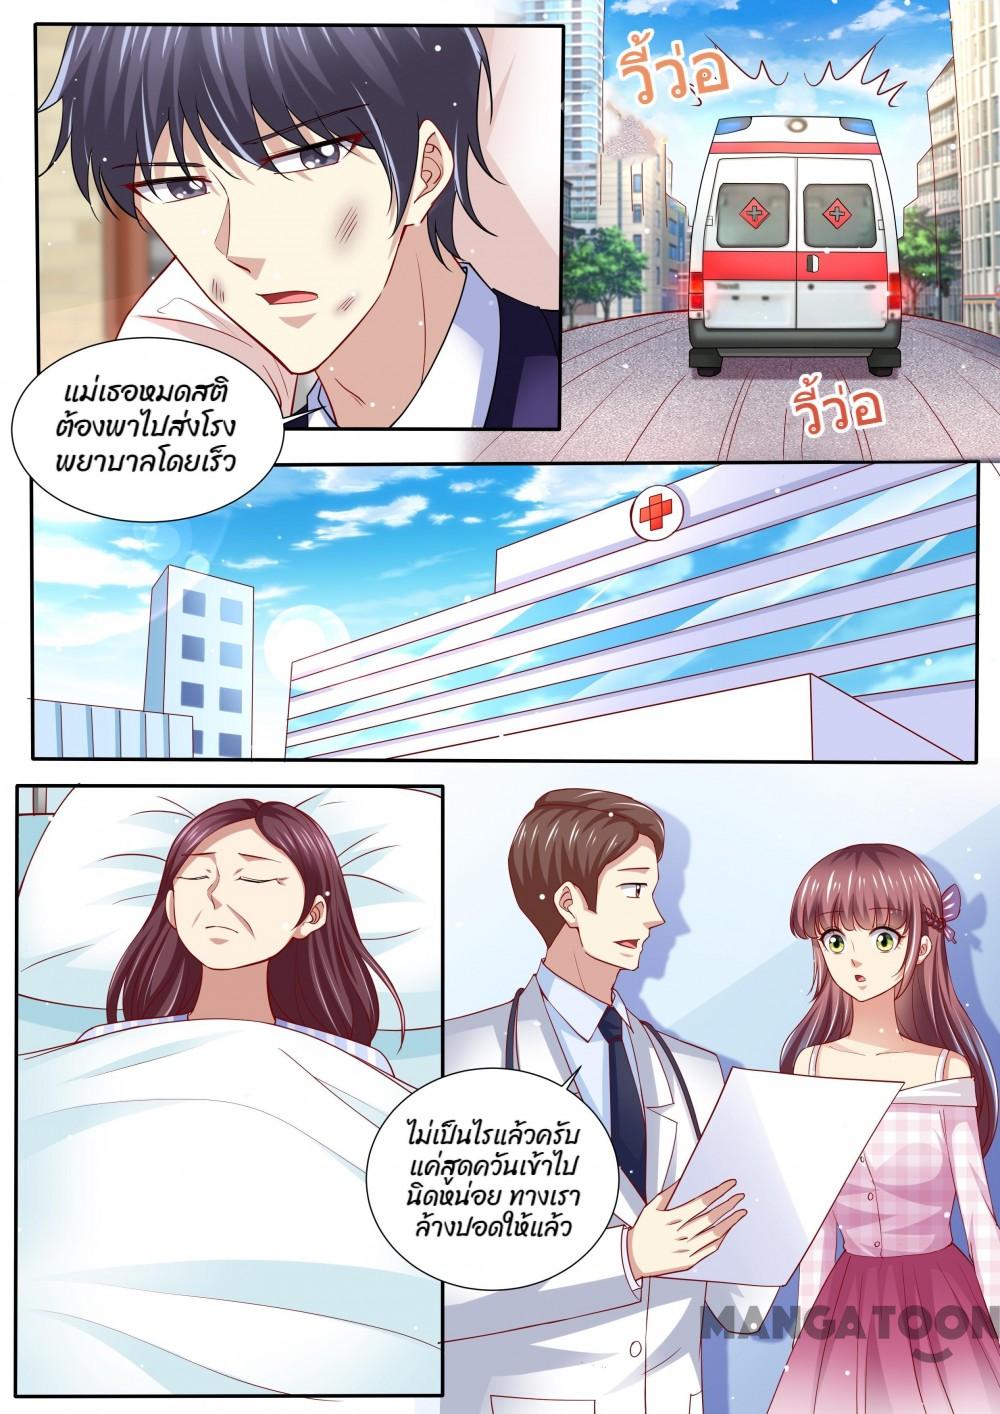 วี้ว่อ
แม่เธอหมดสติ
ต้องพาไปส่งโรง
พยาบาลโดยเร็ว
วี้ว่อ
ไม่เป็นไรแล้วครับ
แค่สูดควันเข้าไป
นิดหน่อย ทางเรา
ล้างปอดให้แล้ว
MANGATOON